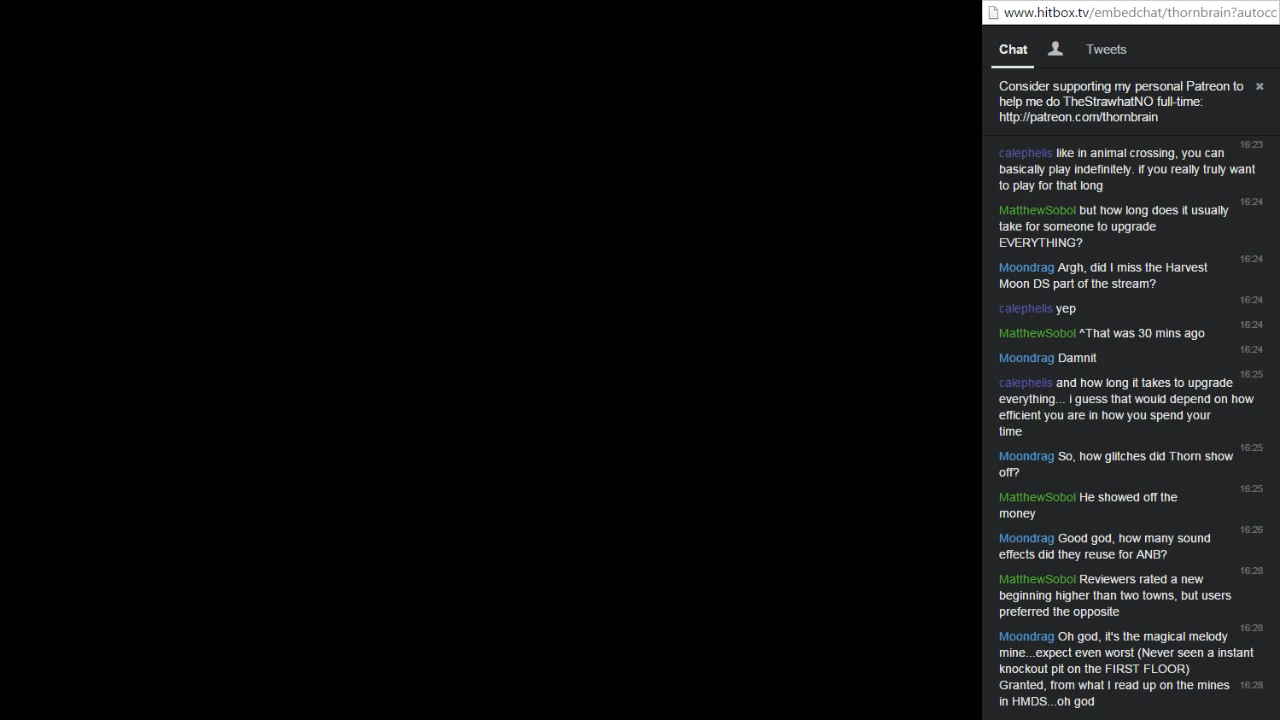 www.hitbox.tv/embedchat/thornbrain?autocc
Chat Tweets
Consider supporting my personal Patreon to
help me do TheStrawhatNO full-time:
http://patreon.com/thornbrain
16:23
calephelis like in animal crossing, you can
basically play indefinitely. if you really truly want
to play for that long
16:24
MatthewSobol but how long does it usually
take for someone to upgrade
EVERYTHING?
16:24
Moondrag Argh, did I miss the Harvest
Moon DS part of the stream?
16:24
calephelis yep
16:24
MatthewSobol ^That was 30 mins ago
16:24
Moondrag Damnit
16:25
calephelis and how long it takes to upgrade
everything... i guess that would depend on how
efficient you are in how you spend your
time
16:25
Moondrag So, how glitches did Thorn show
off?
16:25
MatthewSobol He showed off the
money
16:26
Moondrag Good god, how many sound
effects did they reuse for ANB?
16:28
MatthewSobol Reviewers rated a new
beginning higher than two towns, but users
preferred the opposite
16:28
Moondrag Oh god, it's the magical melody
mine...expect even worst (Never seen a instant
knockout pit on the FIRST FLOOR)
Granted, from what I read up on the mines 16:28
in HMDS...oh god